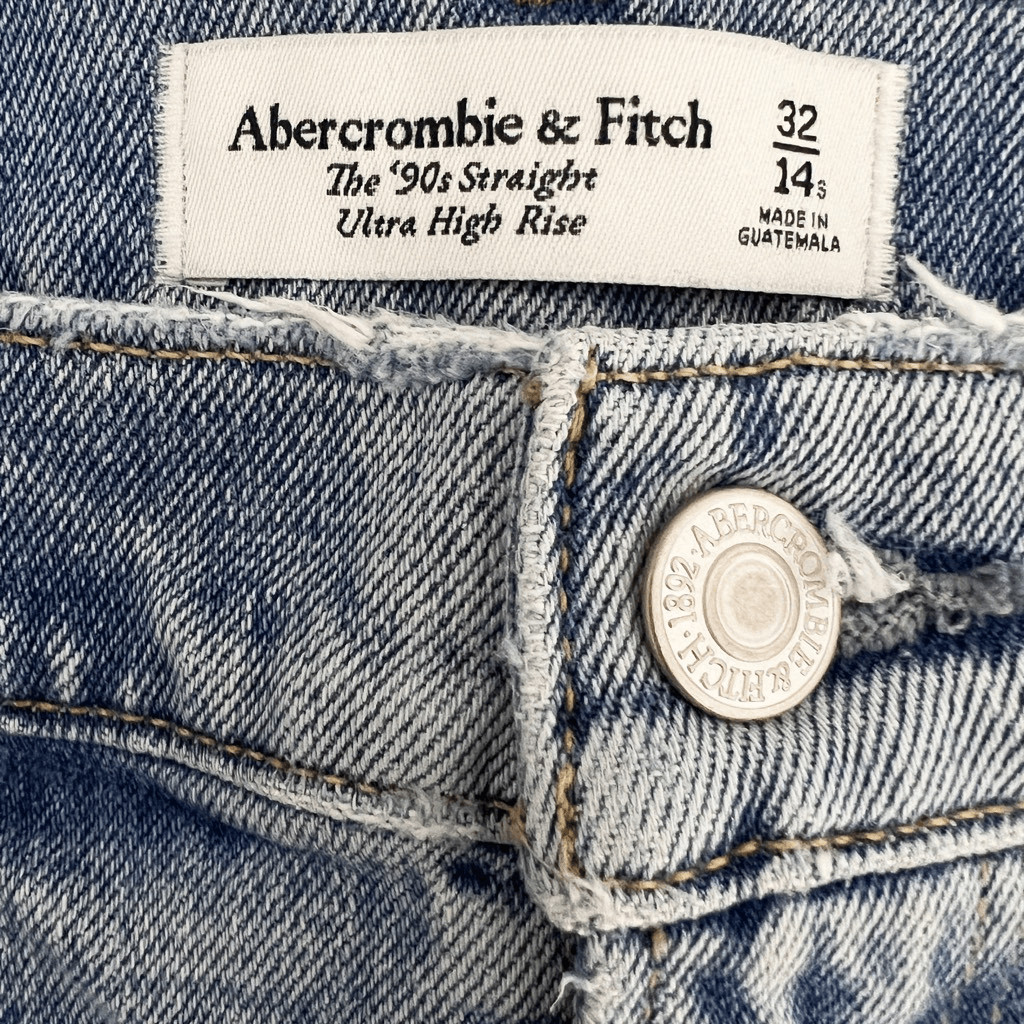 Abercrombie & Fitch
The ‘90s Straight
Ultra High Rise
32
14s
MADE IN
GUATEMALA
ABERCROMBIE & FITCH · 1892 ·